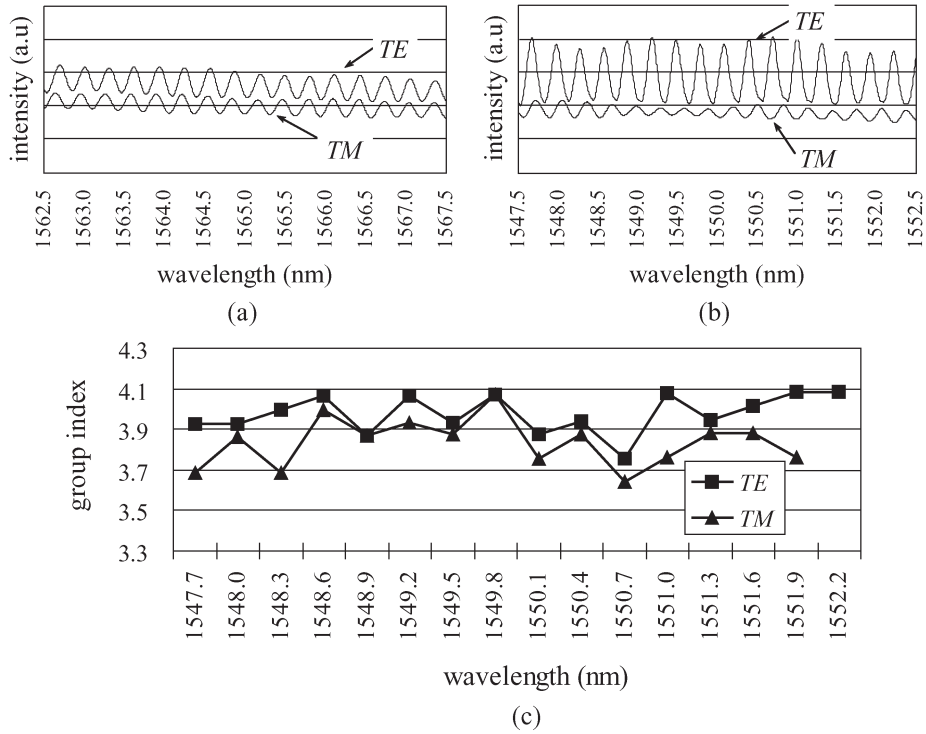 intensity (a.u)
TE
TM
1562.5
1563.0
1563.5
1564.0
1564.5
1565.0
1565.5
1566.0
1566.5
1567.0
1567.5
wavelength (nm)
(a)
intensity (a.u)
TE
TM
1547.5
1548.0
1548.5
1549.0
1549.5
1550.0
1550.5
1551.0
1551.5
1552.0
1552.5
wavelength (nm)
(b)
group index
4.3
4.1
3.9
3.7
3.5
3.3
TE
TM
1547.7
1548.0
1548.3
1548.6
1548.9
1549.2
1549.5
1549.8
1550.1
1550.4
1550.7
1551.0
1551.3
1551.6
1551.9
1552.2
wavelength (nm)
(c)